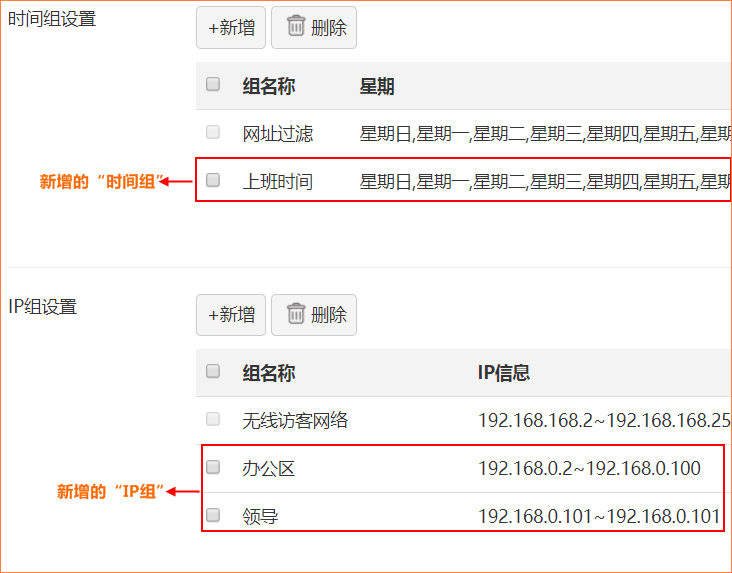 时间组设置
+新增 删除
组名称 星期
网址过滤 星期日,星期一,星期二,星期三,星期四,星期五,星期
新增的“时间组” 上班时间 星期日,星期一,星期二,星期三,星期四,星期五,星期
IP组设置
+新增 删除
组名称 IP信息
无线访客网络 192.168.168.2~192.168.168.25
办公区 192.168.0.2~192.168.0.100
新增的“IP组”
领导 192.168.0.101~192.168.0.101